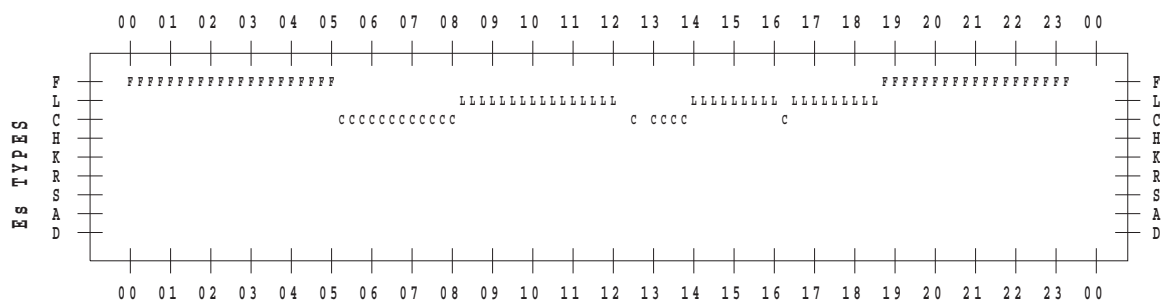 00 01 02 03 04 05 06 07 08 09 10 11 12 13 14 15 16 17 18 19 20 21 22 23 00
F FFFFFFFFFFFFFFFFFFFFF FFFFFFFFFFFFFFFFFFF F
L LLLLLLLLLLLLLLLL LLLLLLLLL LLLLLLLLL L
C CCCCCCCCCCCC C CCCC C C
H H
K K
R R
S S
A A
D D
Es TYPES
00 01 02 03 04 05 06 07 08 09 10 11 12 13 14 15 16 17 18 19 20 21 22 23 00